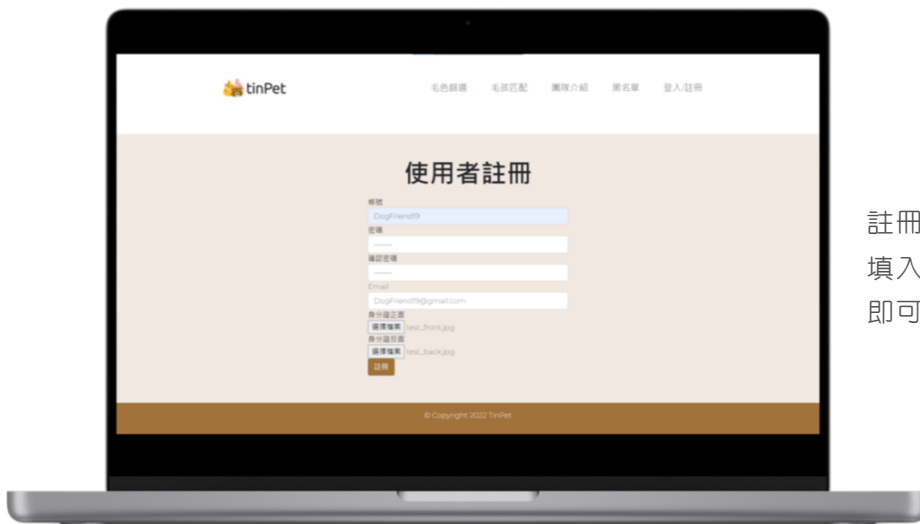 tinPet
毛色篩選 毛孩匹配 團隊介紹 黑名單 登入/註冊
使用者註冊
帳號
DogFriend19
密碼
確認密碼
Email
DogFriend19@gmail.com
身分證正面
選擇檔案 test_front.jpg
身分證反面
選擇檔案 test_back.jpg
註冊
© Copyright 2022 TinPet
註冊
填入
即可